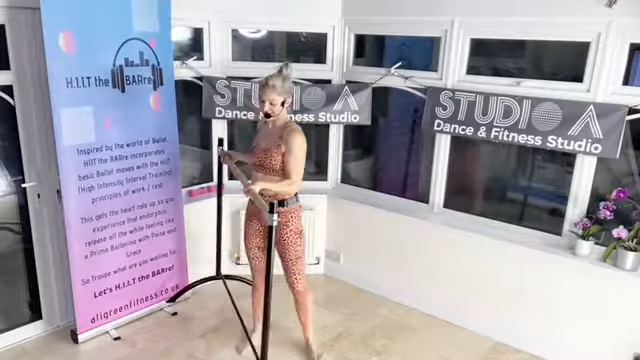 H.I.I.T the BARRe
Inspired by the World of Ballet,
HIIT the BARRe incorporates
basic Ballet moves with the HIIT
(High Intensity Interval Training)
principles of work / rest
This gets the heart rate up so you
experience that endorphin
release all the while feeling like
a Prima Ballerina with Poise and
Grace
So Troupe what are you waiting for
Let's H.I.I.T the BARRe
aligreenfitness.co.uk
STUDIO A
Dance & Fitness Studio
STUDIO A
Dance & Fitness Studio